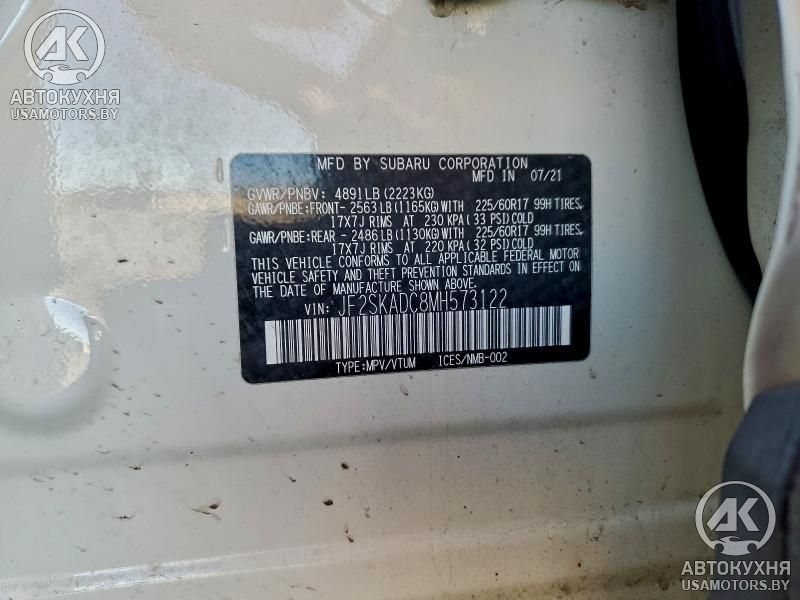 AK
АВТОКУХНЯ
USAMOTORS.BY
MFD BY SUBARU CORPORATION
MFD IN 07/21
GVWR/PNBV: 4891LB (2223KG)
GAWR/PNBE:FRONT- 2563 LB (1165KG) WITH 225/60R17 99H TIRES,
17X7J RIMS AT 230 KPA (33 PSI) COLD
GAWR/PNBE:REAR - 2486 LB (1130KG) WITH 225/60R17 99H TIRES,
17X7J RIMS AT 220 KPA (32 PSI) COLD
THIS VEHICLE CONFORMS TO ALL APPLICABLE FEDERAL MOTOR
VEHICLE SAFETY AND THEFT PREVENTION STANDARDS IN EFFECT ON
THE DATE OF MANUFACTURE SHOWN ABOVE.
VIN: JF2SKADC8MH573122
TYPE:MPV/VTUM ICES/NMB-002
AK
АВТОКУХНЯ
USAMOTORS.BY